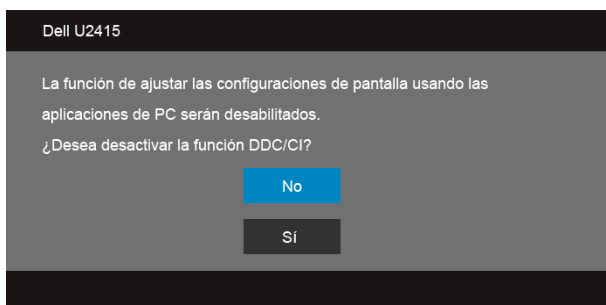 Dell U2415
La función de ajustar las configuraciones de pantalla usando las
aplicaciones de PC serán desabilitados.
¿Desea desactivar la función DDC/CI?
No
Sí